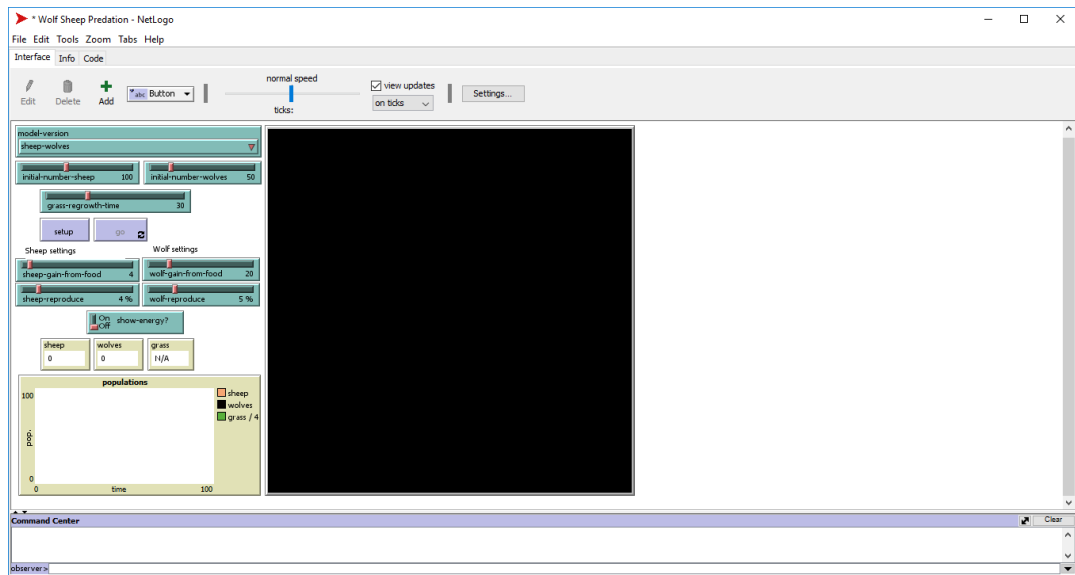 * Wolf Sheep Predation - NetLogo
File Edit Tools Zoom Tabs Help
Interface Info Code
Edit Delete Add abc Button normal speed ticks: view updates on ticks Settings...
model-version
sheep-wolves
initial-number-sheep 100 initial-number-wolves 50
grass-regrowth-time 30
setup go
Sheep settings Wolf settings
sheep-gain-from-food 4 wolf-gain-from-food 20
sheep-reproduce 4 % wolf-reproduce 5 %
On Off show-energy?
sheep wolves grass
0 0 N/A
populations
100 pop. 0
0 time 100
sheep
wolves
grass / 4
Command Center Clear
observer>